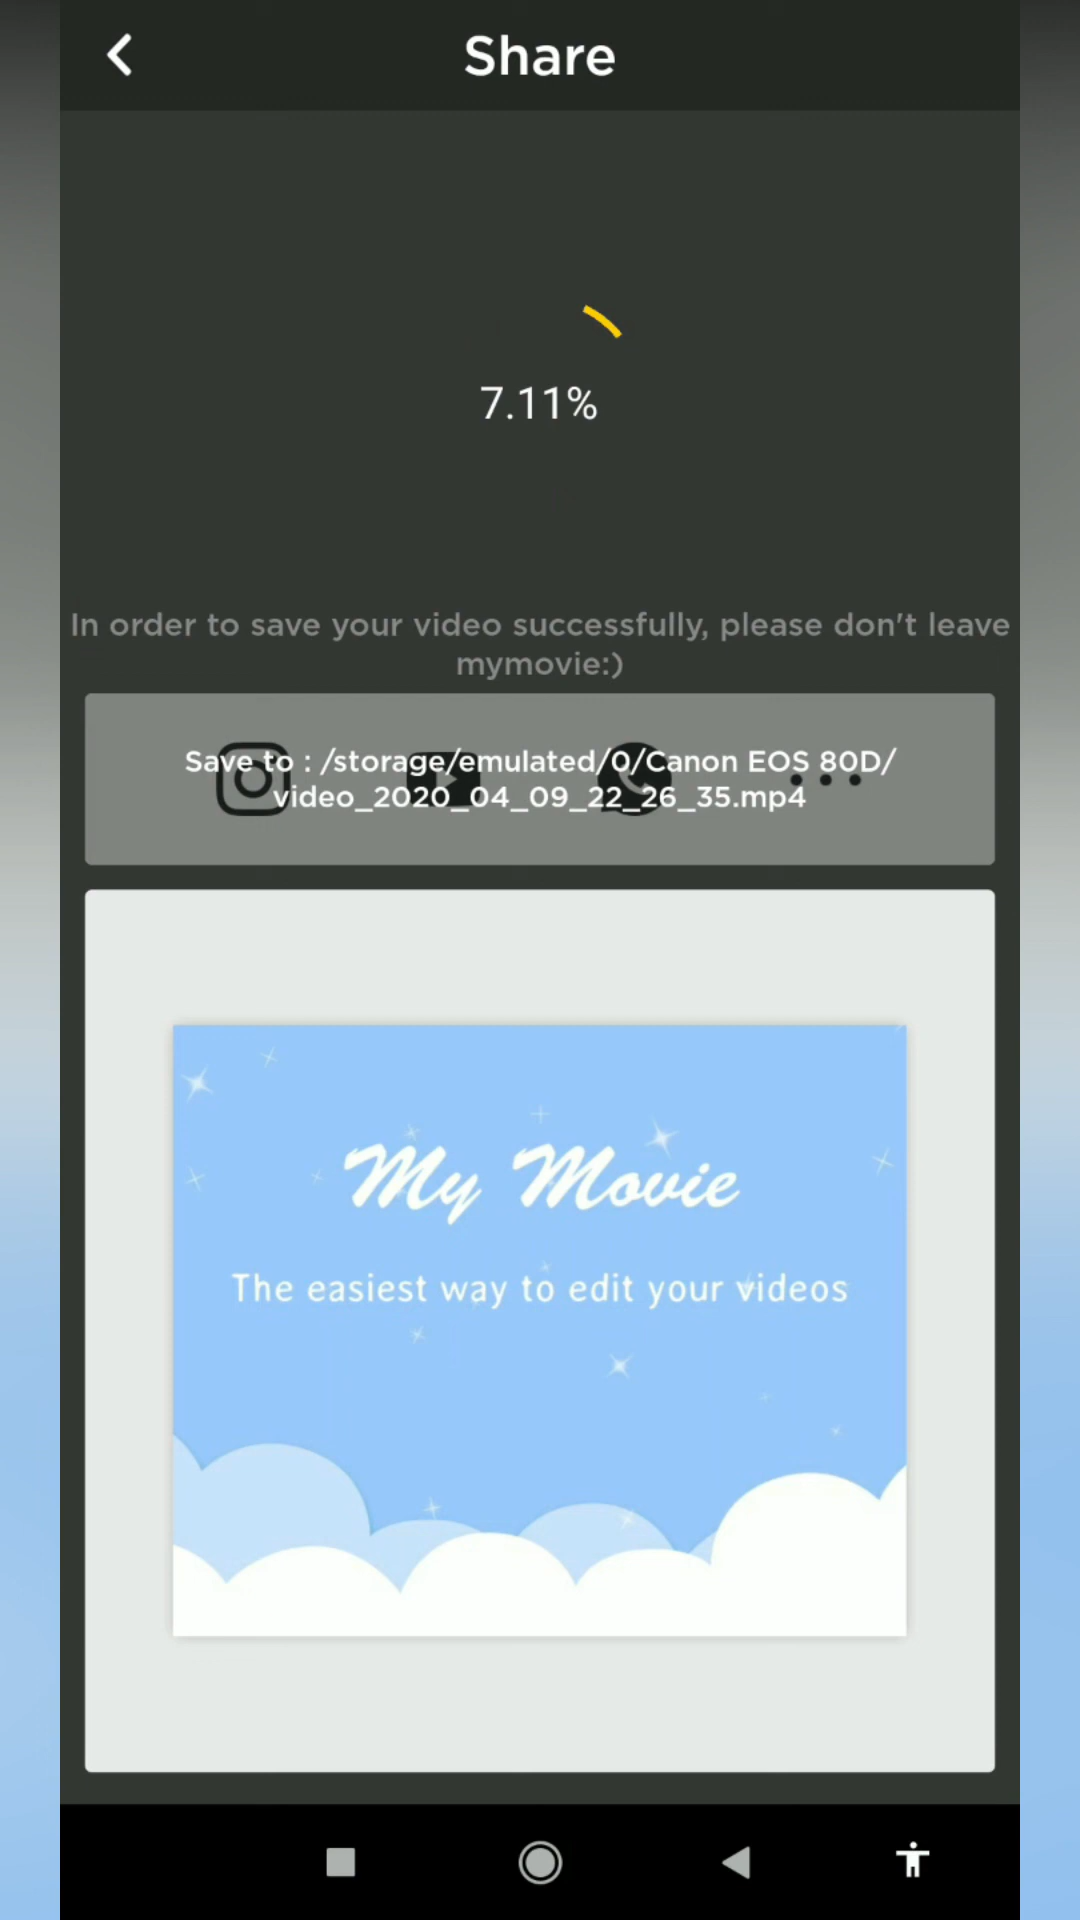 Share
7.11%
In order to save your video successfully, please don't leave
mymovie:)
Save to : /storage/emulated/0/Canon EOS 80D/
video_2020_04_09_22_26_35.mp4
My Movie
The easiest way to edit your videos